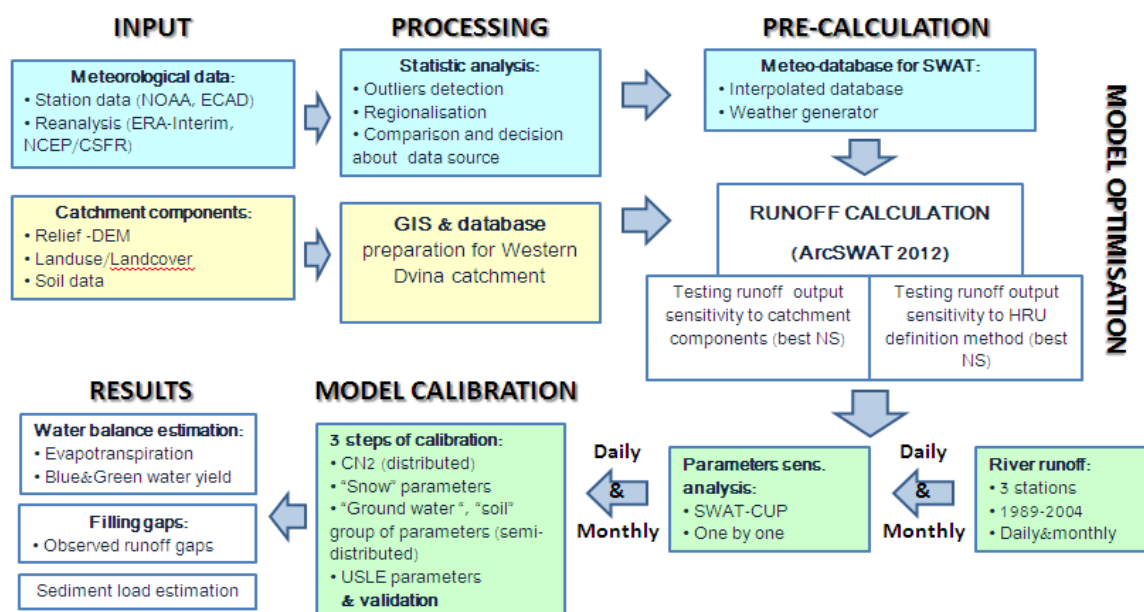 INPUT
Meteorological data:
• Station data (NOAA, ECAD)
• Reanalysis (ERA-Interim,
NCEP/CSFR)
Catchment components:
• Relief -DEM
• Landuse/Landcover
• Soil data
PROCESSING
Statistic analysis:
• Outliers detection
• Regionalisation
• Comparison and decision
about data source
GIS & database
preparation for Western
Dvina catchment
PRE-CALCULATION
Meteo-database for SWAT:
• Interpolated database
• Weather generator
RUNOFF CALCULATION
(ArcSWAT 2012)
Testing runoff output
sensitivity to catchment
components (best NS)
Testing runoff output
sensitivity to HRU
definition method (best
NS)
MODEL OPTIMISATION
River runoff:
• 3 stations
• 1989-2004
• Daily&monthly
Daily
&
Monthly
Parameters sens.
analysis:
• SWAT-CUP
• One by one
Daily
&
Monthly
MODEL CALIBRATION
3 steps of calibration:
• CN2 (distributed)
• “Snow” parameters
• “Ground water “, “soil”
group of parameters (semi-
distributed)
• USLE parameters
& validation
RESULTS
Water balance estimation:
• Evapotranspiration
• Blue&Green water yield
Filling gaps:
• Observed runoff gaps
Sediment load estimation